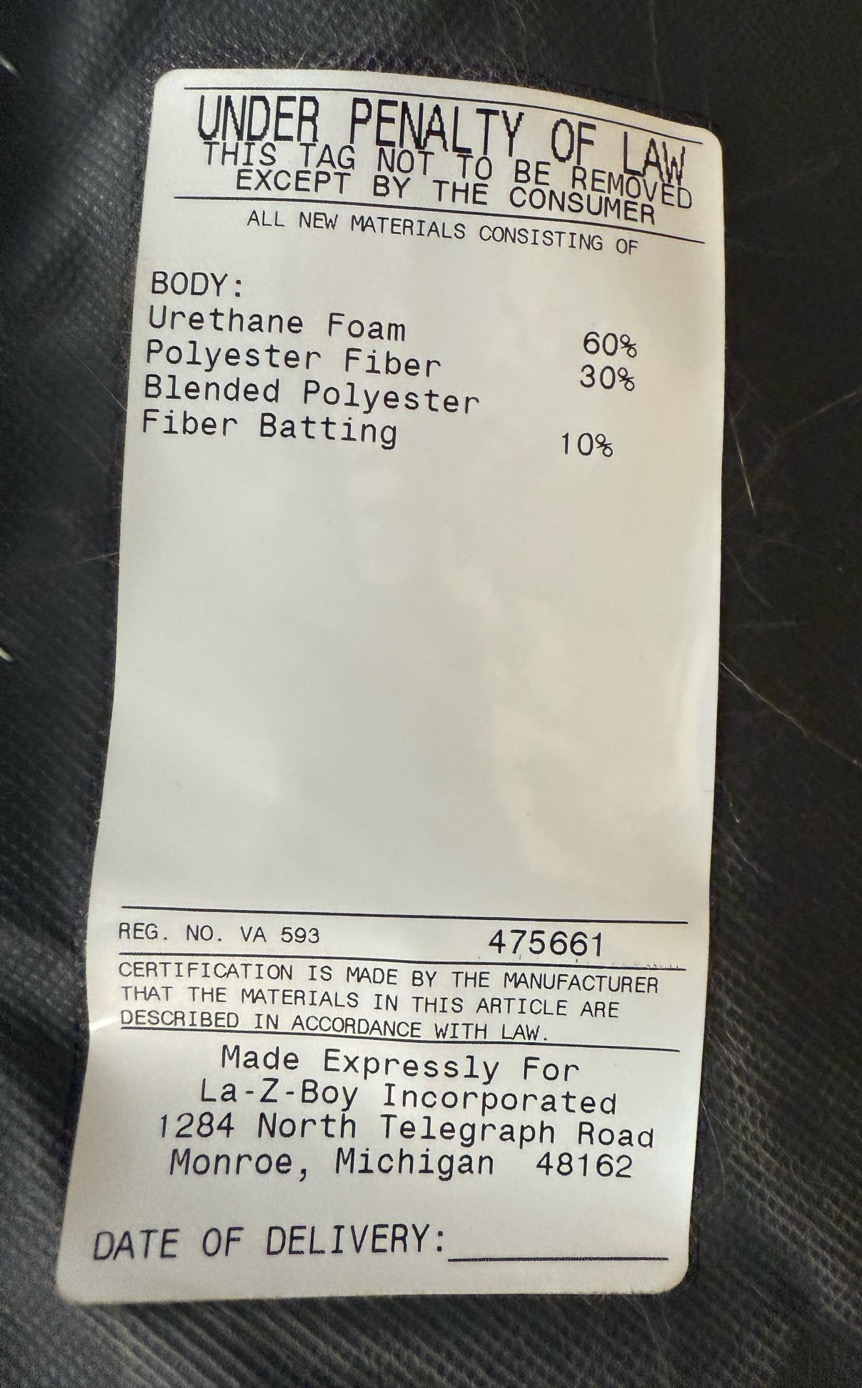 UNDER PENALTY OF LAW
THIS TAG NOT TO BE REMOVED
EXCEPT BY THE CONSUMER
ALL NEW MATERIALS CONSISTING OF
BODY:
Urethane Foam 60%
Polyester Fiber 30%
Blended Polyester
Fiber Batting 10%
REG. NO. VA 593 475661
CERTIFICATION IS MADE BY THE MANUFACTURER
THAT THE MATERIALS IN THIS ARTICLE ARE
DESCRIBED IN ACCORDANCE WITH LAW.
Made Expressly For
La-Z-Boy Incorporated
1284 North Telegraph Road
Monroe, Michigan 48162
DATE OF DELIVERY: